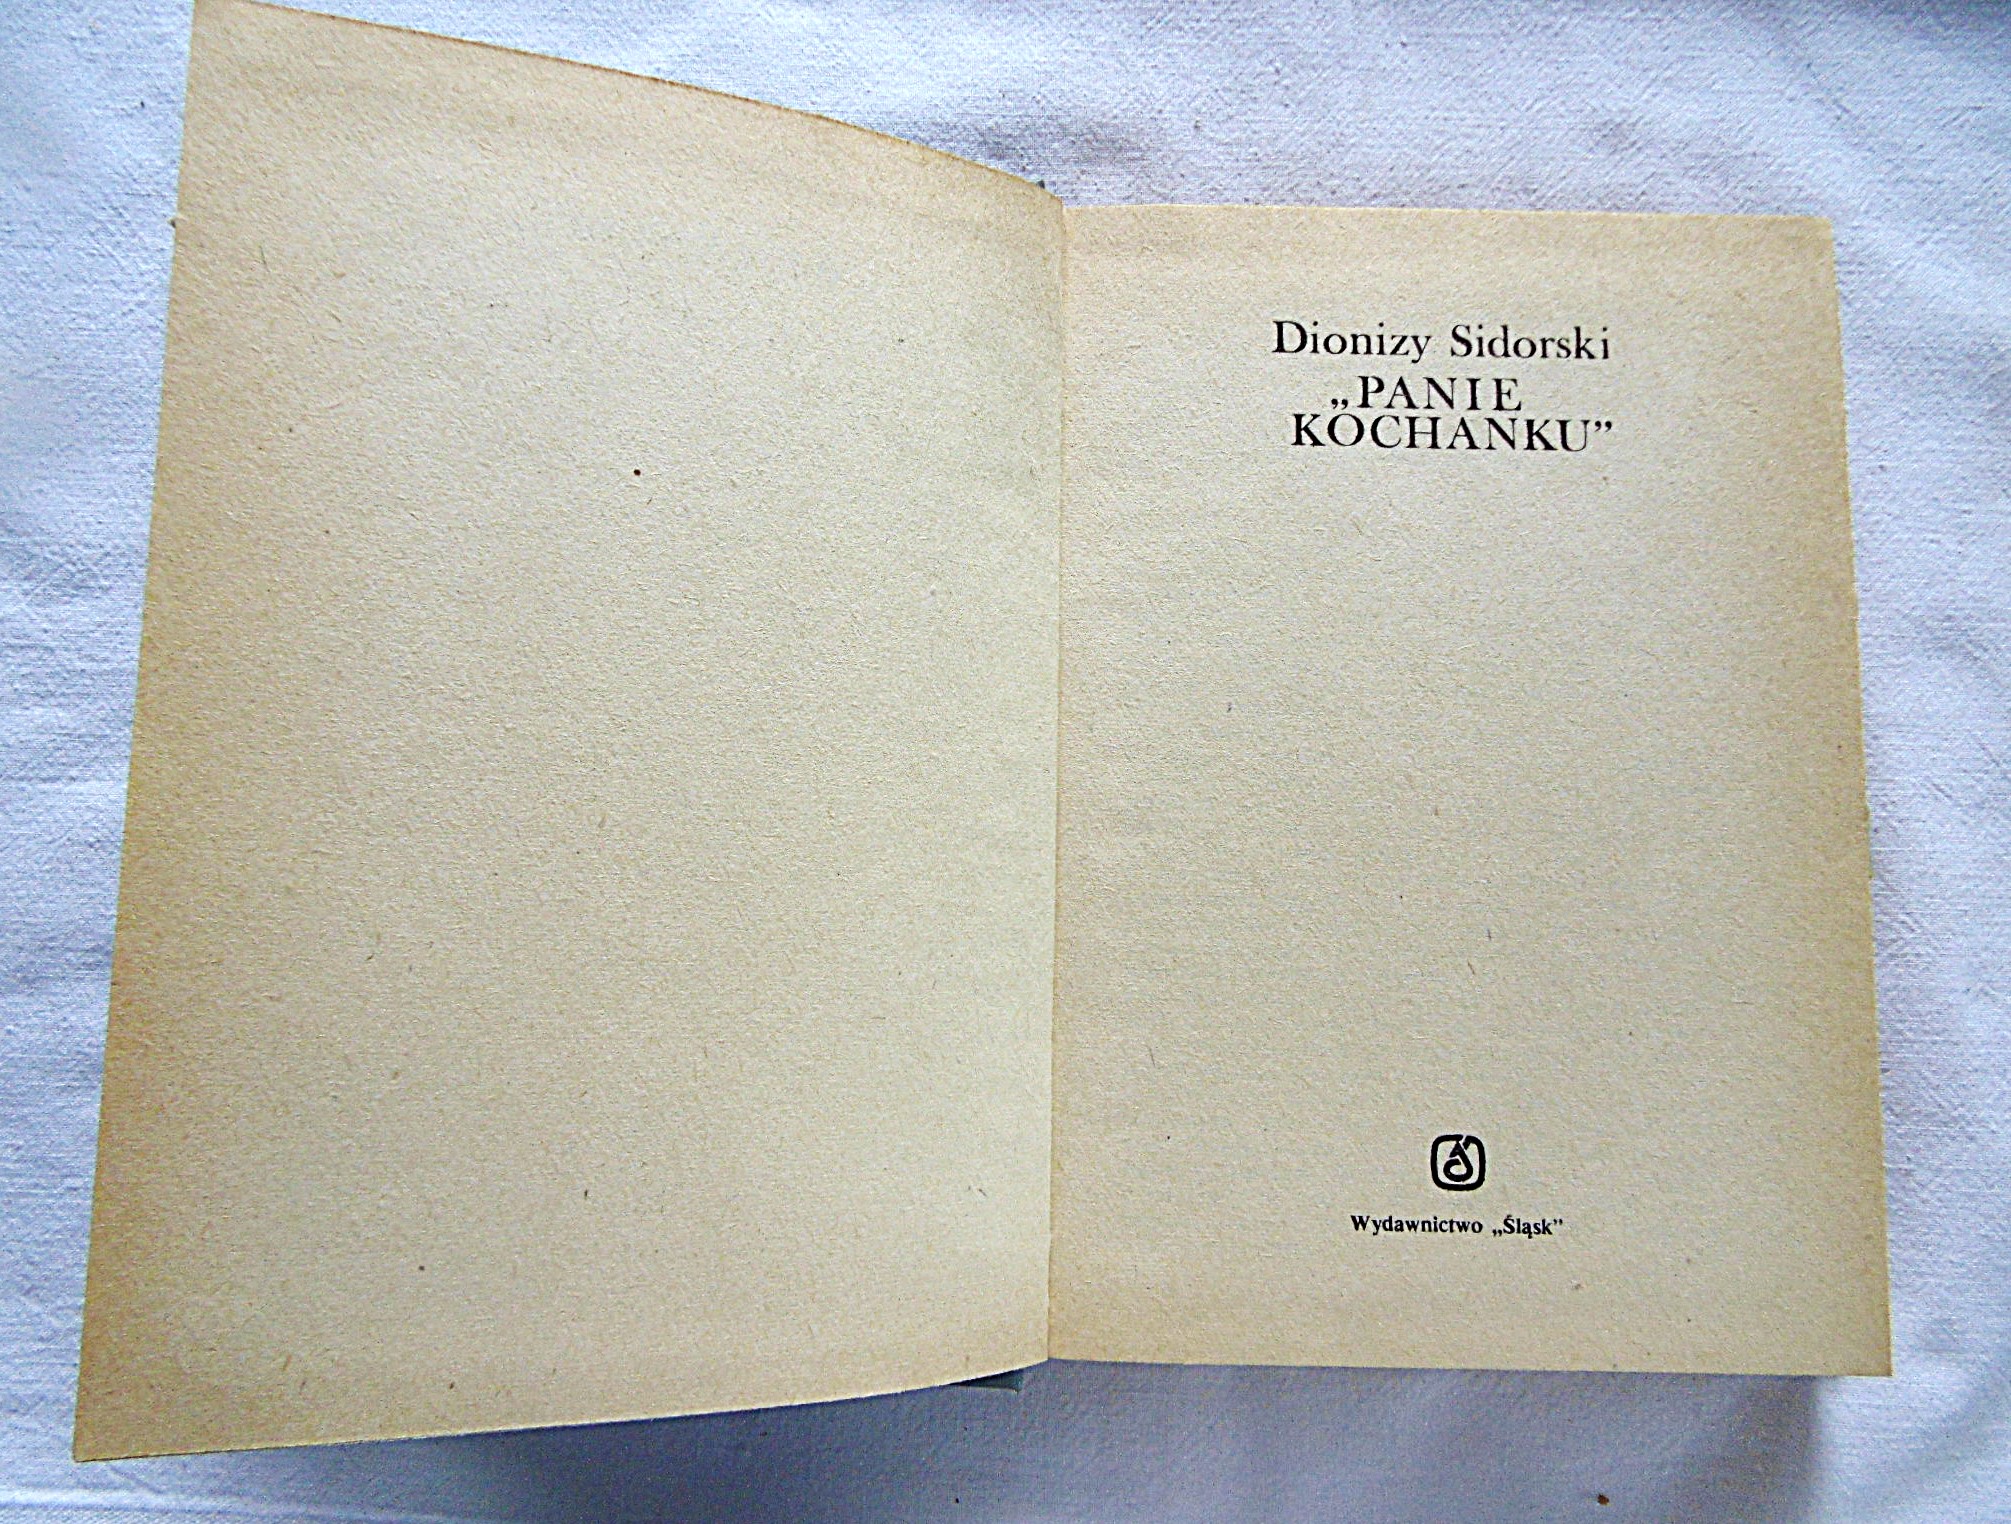 Dionizy Sidorski
„PANIE
KOCHANKU”
Wydawnictwo „Śląsk”